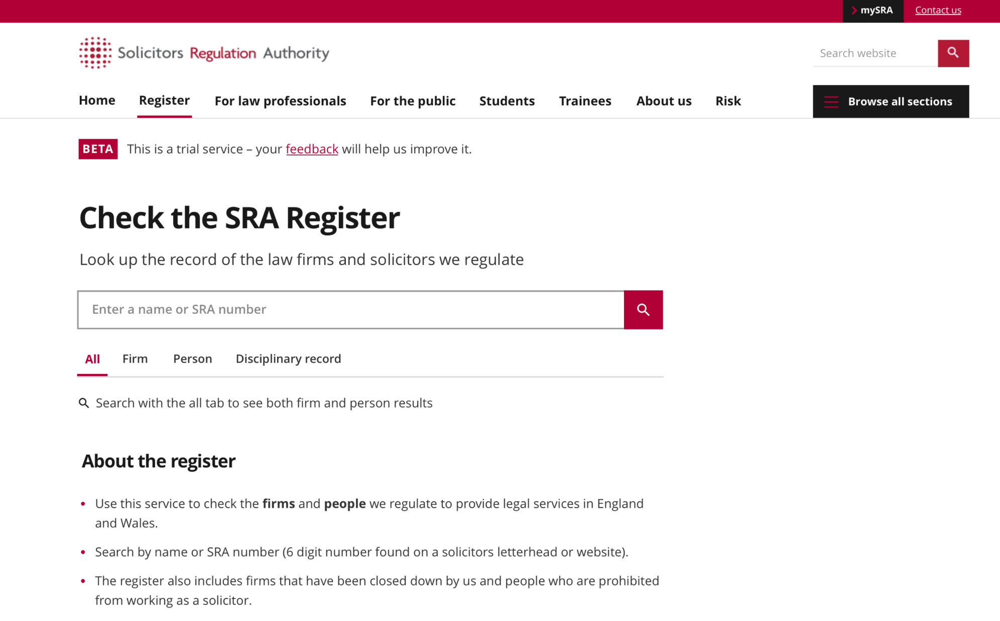 mySRA
Contact us
Solicitors Regulation Authority
Search website
Home Register For law professionals For the public Students Trainees About us Risk
Browse all sections
BETA This is a trial service – your feedback will help us improve it.
Check the SRA Register
Look up the record of the law firms and solicitors we regulate
Enter a name or SRA number
All Firm Person Disciplinary record
Search with the all tab to see both firm and person results
About the register
Use this service to check the firms and people we regulate to provide legal services in England
and Wales.
Search by name or SRA number (6 digit number found on a solicitors letterhead or website).
The register also includes firms that have been closed down by us and people who are prohibited
from working as a solicitor.